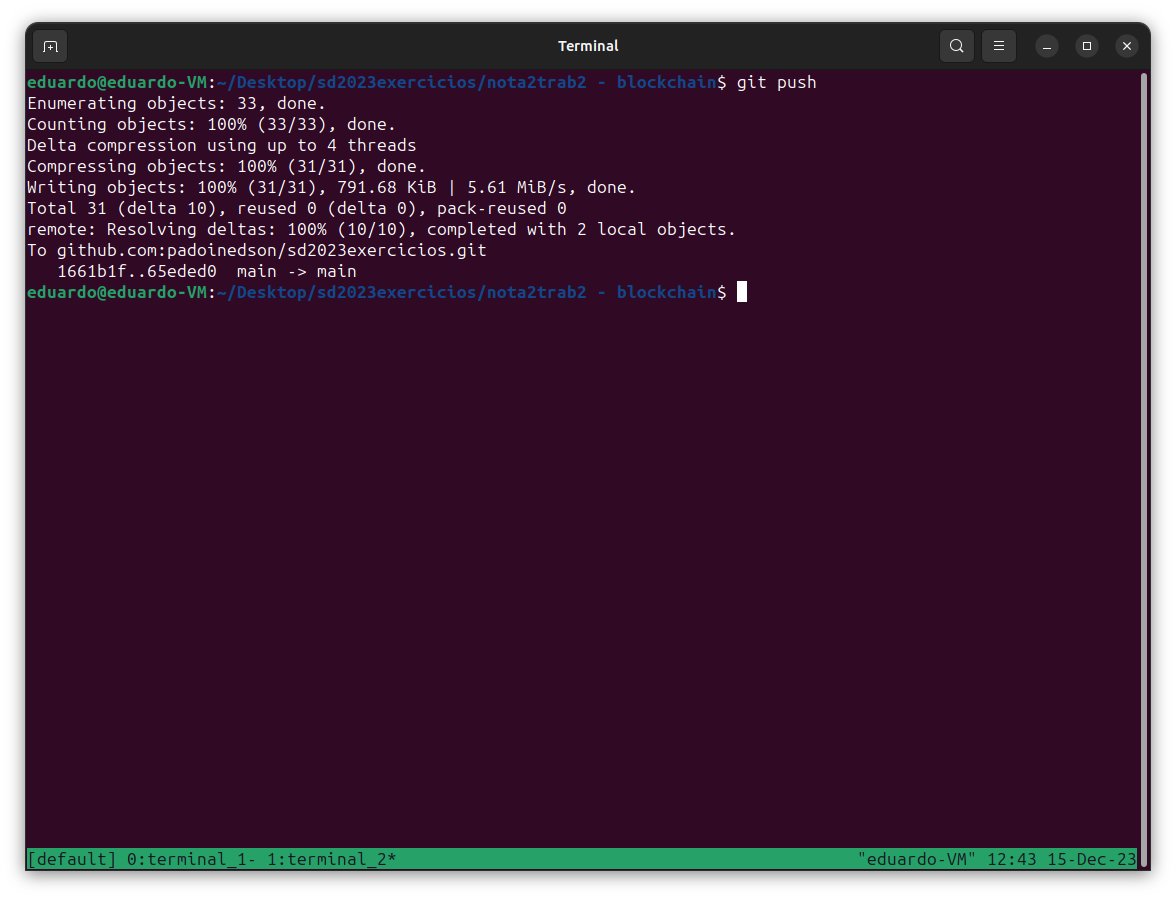 Terminal
eduardo@eduardo-VM:~/Desktop/sd2023exercicios/nota2trab2 - blockchain$ git push
Enumerating objects: 33, done.
Counting objects: 100% (33/33), done.
Delta compression using up to 4 threads
Compressing objects: 100% (31/31), done.
Writing objects: 100% (31/31), 791.68 KiB | 5.61 MiB/s, done.
Total 31 (delta 10), reused 0 (delta 0), pack-reused 0
remote: Resolving deltas: 100% (10/10), completed with 2 local objects.
To github.com:padoinedson/sd2023exercicios.git
   1661b1f..65eded0  main -> main
eduardo@eduardo-VM:~/Desktop/sd2023exercicios/nota2trab2 - blockchain$
[default] 0:terminal_1- 1:terminal_2* "eduardo-VM" 12:43 15-Dec-23